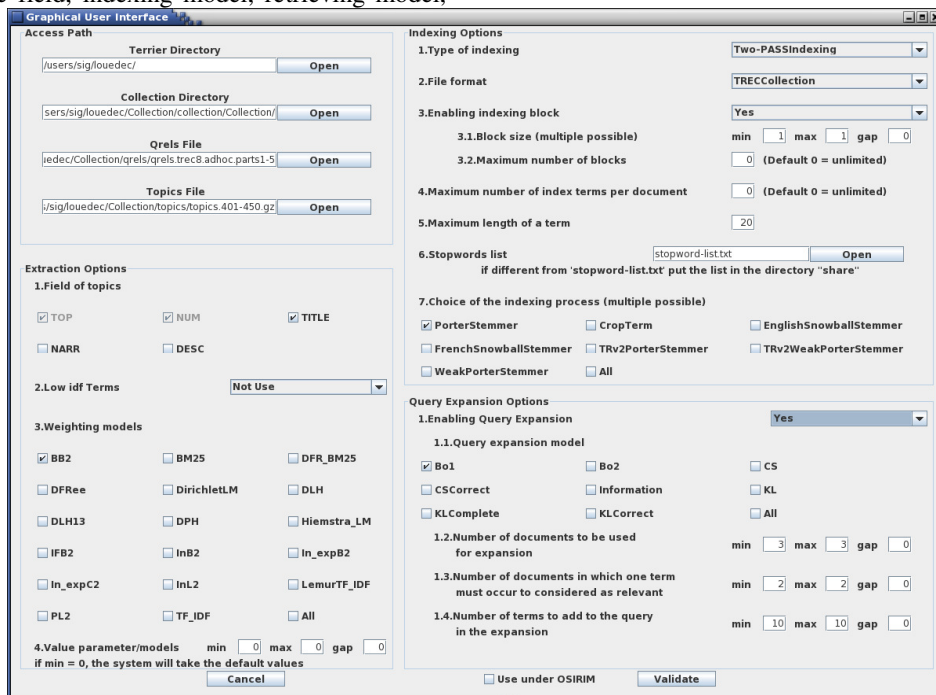 field, indexing model, retrieving model,
Graphical User Interface
Access Path
Terrier Directory
/users/sig/louedec/ Open
Collection Directory
sers/sig/louedec/Collection/collection/Collection/ Open
Qrels File
uedec/Collection/qrels/qrels.trec8.adhoc.parts1-5 Open
Topics File
/sig/louedec/Collection/topics/topics.401-450.gz Open
Extraction Options
1.Field of topics
TOP NUM TITLE
NARR DESC
2.Low idf Terms Not Use
3.Weighting models
BB2 BM25 DFR_BM25
DFRee DirichletLM DLH
DLH13 DPH Hiemstra_LM
IFB2 InB2 In_expB2
In_expC2 InL2 LemurTF_IDF
PL2 TF_IDF All
4.Value parameter/models min 0 max 0 gap 0
if min = 0, the system will take the default values
Cancel
Indexing Options
1.Type of indexing Two-PASSIndexing
2.File format TRECCollection
3.Enabling indexing block Yes
3.1.Block size (multiple possible) min 1 max 1 gap 0
3.2.Maximum number of blocks 0 (Default 0 = unlimited)
4.Maximum number of index terms per document 0 (Default 0 = unlimited)
5.Maximum length of a term 20
6.Stopwords list stopword-list.txt Open
if different from 'stopword-list.txt' put the list in the directory "share"
7.Choice of the indexing process (multiple possible)
PorterStemmer CropTerm EnglishSnowballStemmer
FrenchSnowballStemmer TRv2PorterStemmer TRv2WeakPorterStemmer
WeakPorterStemmer All
Query Expansion Options
1.Enabling Query Expansion Yes
1.1.Query expansion model
Bo1 Bo2 CS
CSCorrect Information KL
KLComplete KLCorrect All
1.2.Number of documents to be used
for expansion min 3 max 3 gap 0
1.3.Number of documents in which one term
must occur to considered as relevant min 2 max 2 gap 0
1.4.Number of terms to add to the query
in the expansion min 10 max 10 gap 0
Use under OSIRIM Validate